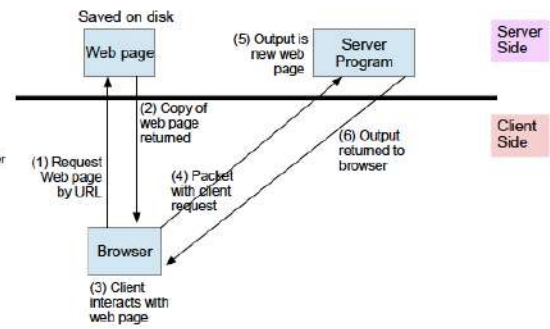 Saved on disk
Web page
(5) Output is
new web
page
Server
Program
Server
Side
(2) Copy of
web page
returned
(6) Output
returned to
browser
Client
Side
(1) Request
Web page
by URL
(4) Packet
with client
request
Browser
(3) Client
interacts with
web page